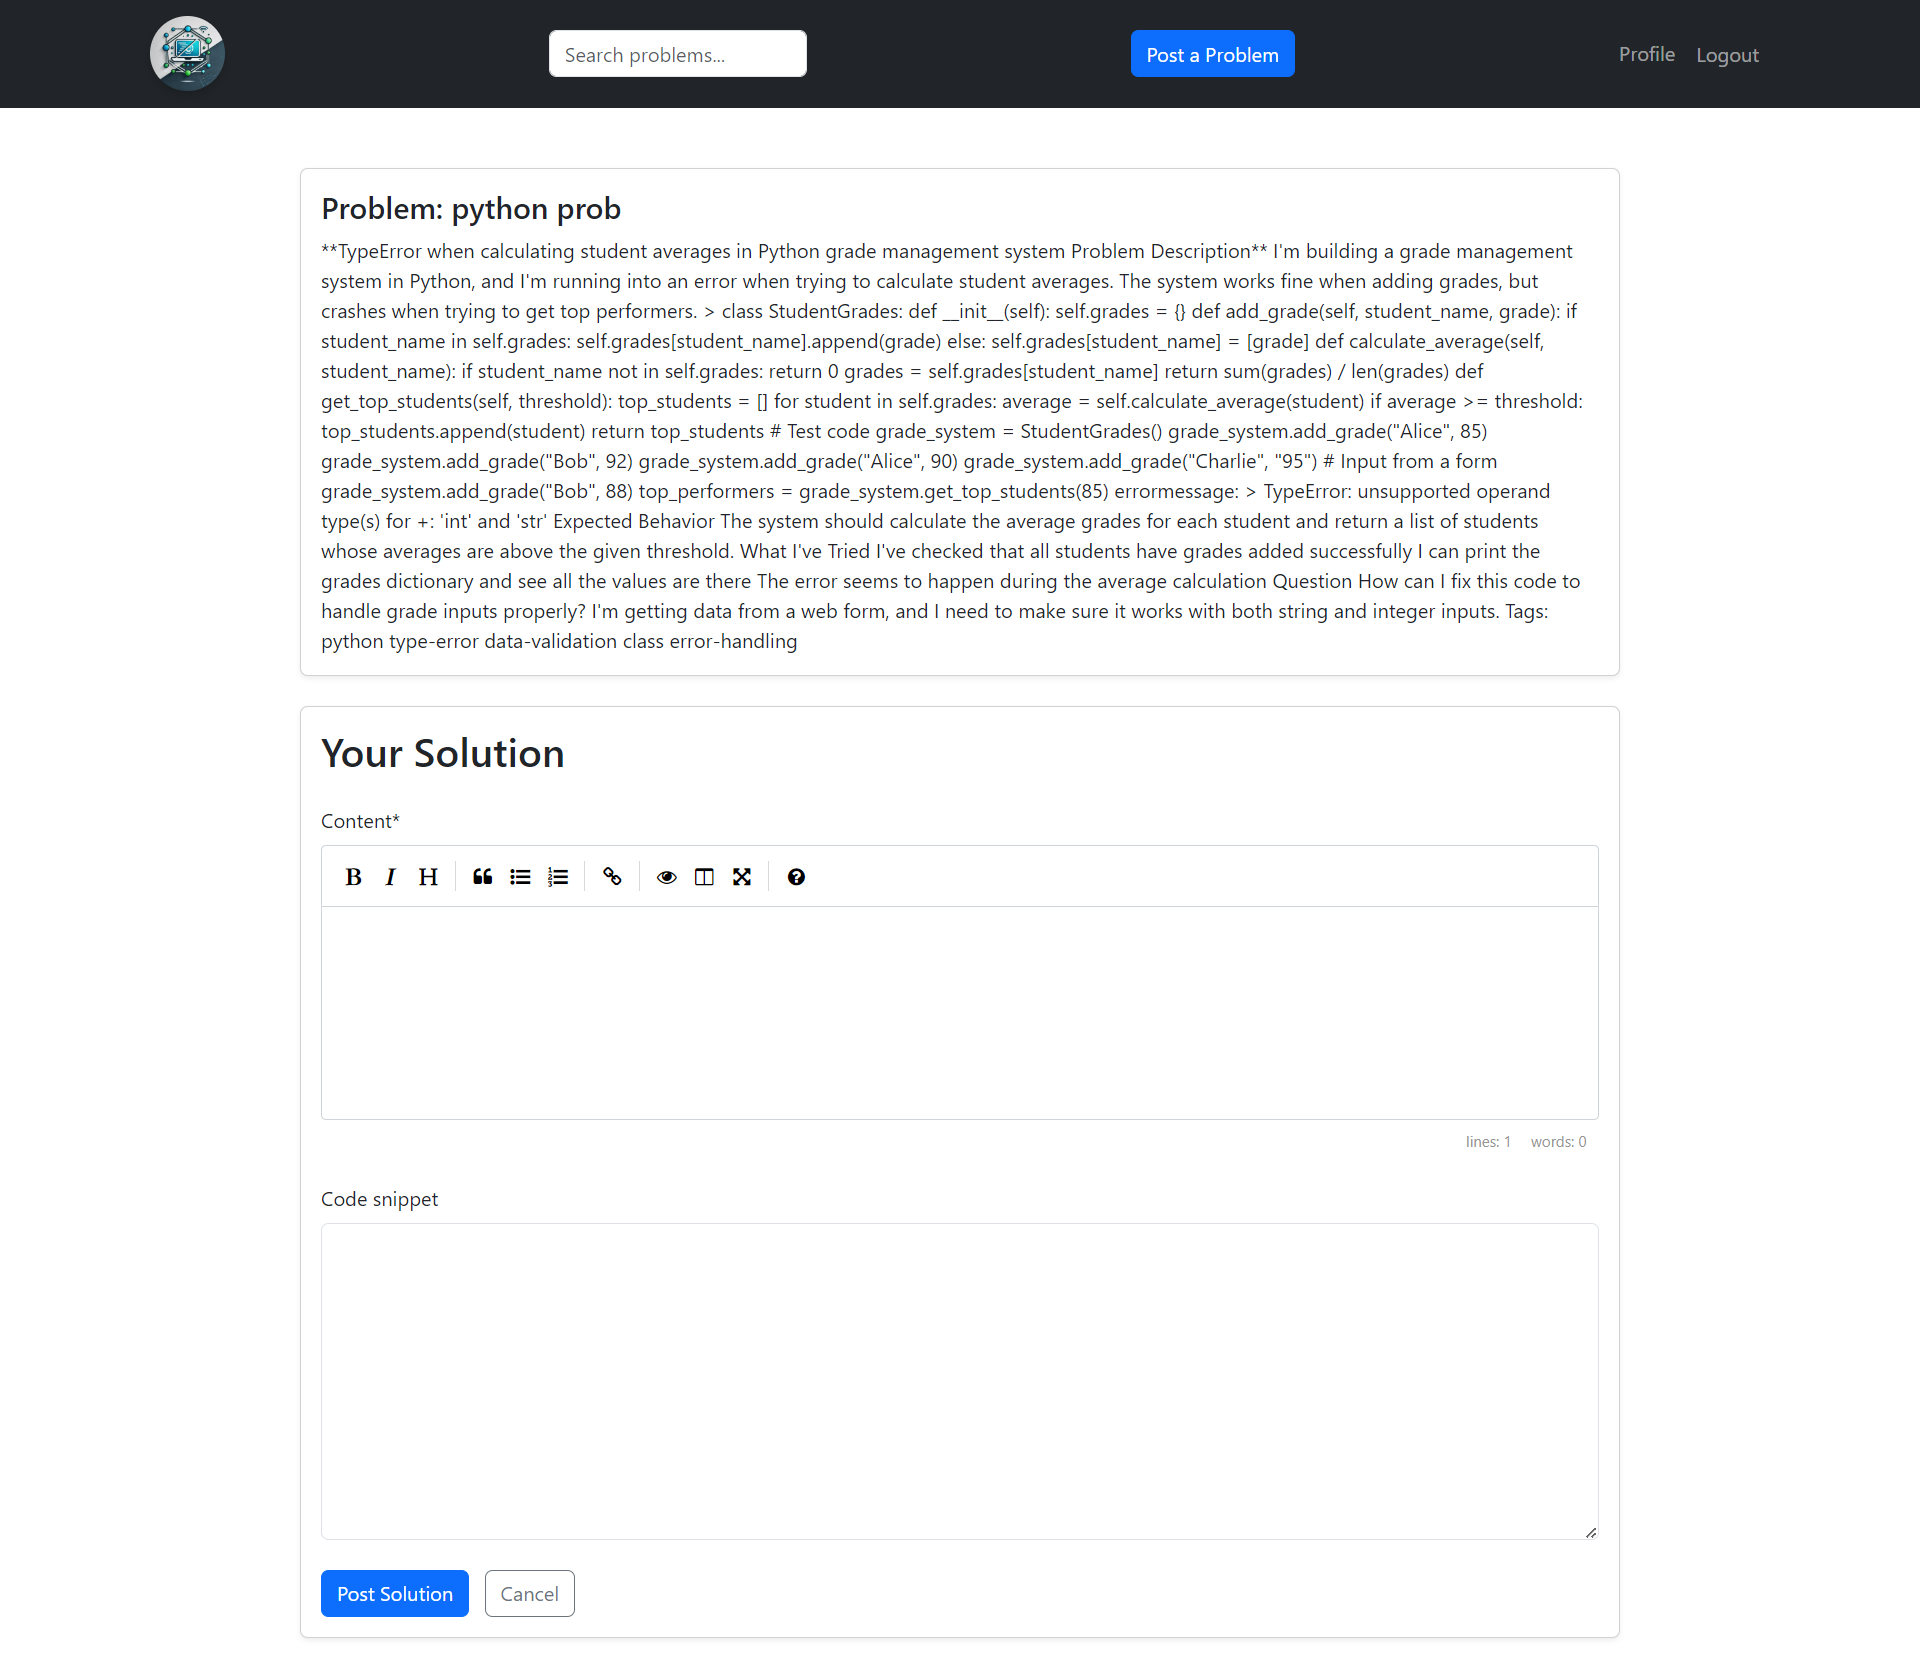 Search problems...
Post a Problem
Profile
Logout
Problem: python prob
**TypeError when calculating student averages in Python grade management system Problem Description** I'm building a grade management
system in Python, and I'm running into an error when trying to calculate student averages. The system works fine when adding grades, but
crashes when trying to get top performers. > class StudentGrades: def __init__(self): self.grades = {} def add_grade(self, student_name, grade): if
student_name in self.grades: self.grades[student_name].append(grade) else: self.grades[student_name] = [grade] def calculate_average(self,
student_name): if student_name not in self.grades: return 0 grades = self.grades[student_name] return sum(grades) / len(grades) def
get_top_students(self, threshold): top_students = [] for student in self.grades: average = self.calculate_average(student) if average >= threshold:
top_students.append(student) return top_students # Test code grade_system = StudentGrades() grade_system.add_grade("Alice", 85)
grade_system.add_grade("Bob", 92) grade_system.add_grade("Alice", 90) grade_system.add_grade("Charlie", "95") # Input from a form
grade_system.add_grade("Bob", 88) top_performers = grade_system.get_top_students(85) errormessage: > TypeError: unsupported operand
type(s) for +: 'int' and 'str' Expected Behavior The system should calculate the average grades for each student and return a list of students
whose averages are above the given threshold. What I've Tried I've checked that all students have grades added successfully I can print the
grades dictionary and see all the values are there The error seems to happen during the average calculation Question How can I fix this code to
handle grade inputs properly? I'm getting data from a web form, and I need to make sure it works with both string and integer inputs. Tags:
python type-error data-validation class error-handling
Your Solution
Content*
B I H
lines: 1 words: 0
Code snippet
Post Solution
Cancel